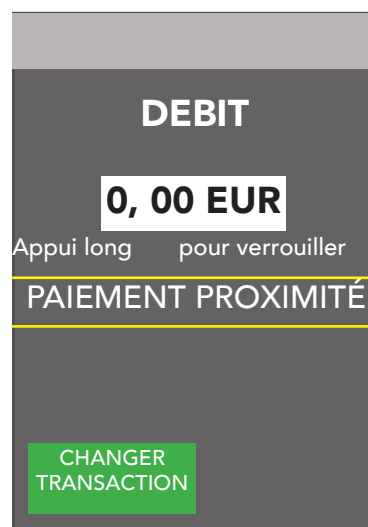 DEBIT
0, 00 EUR
Appui long pour verrouiller
PAIEMENT PROXIMITÉ
CHANGER
TRANSACTION